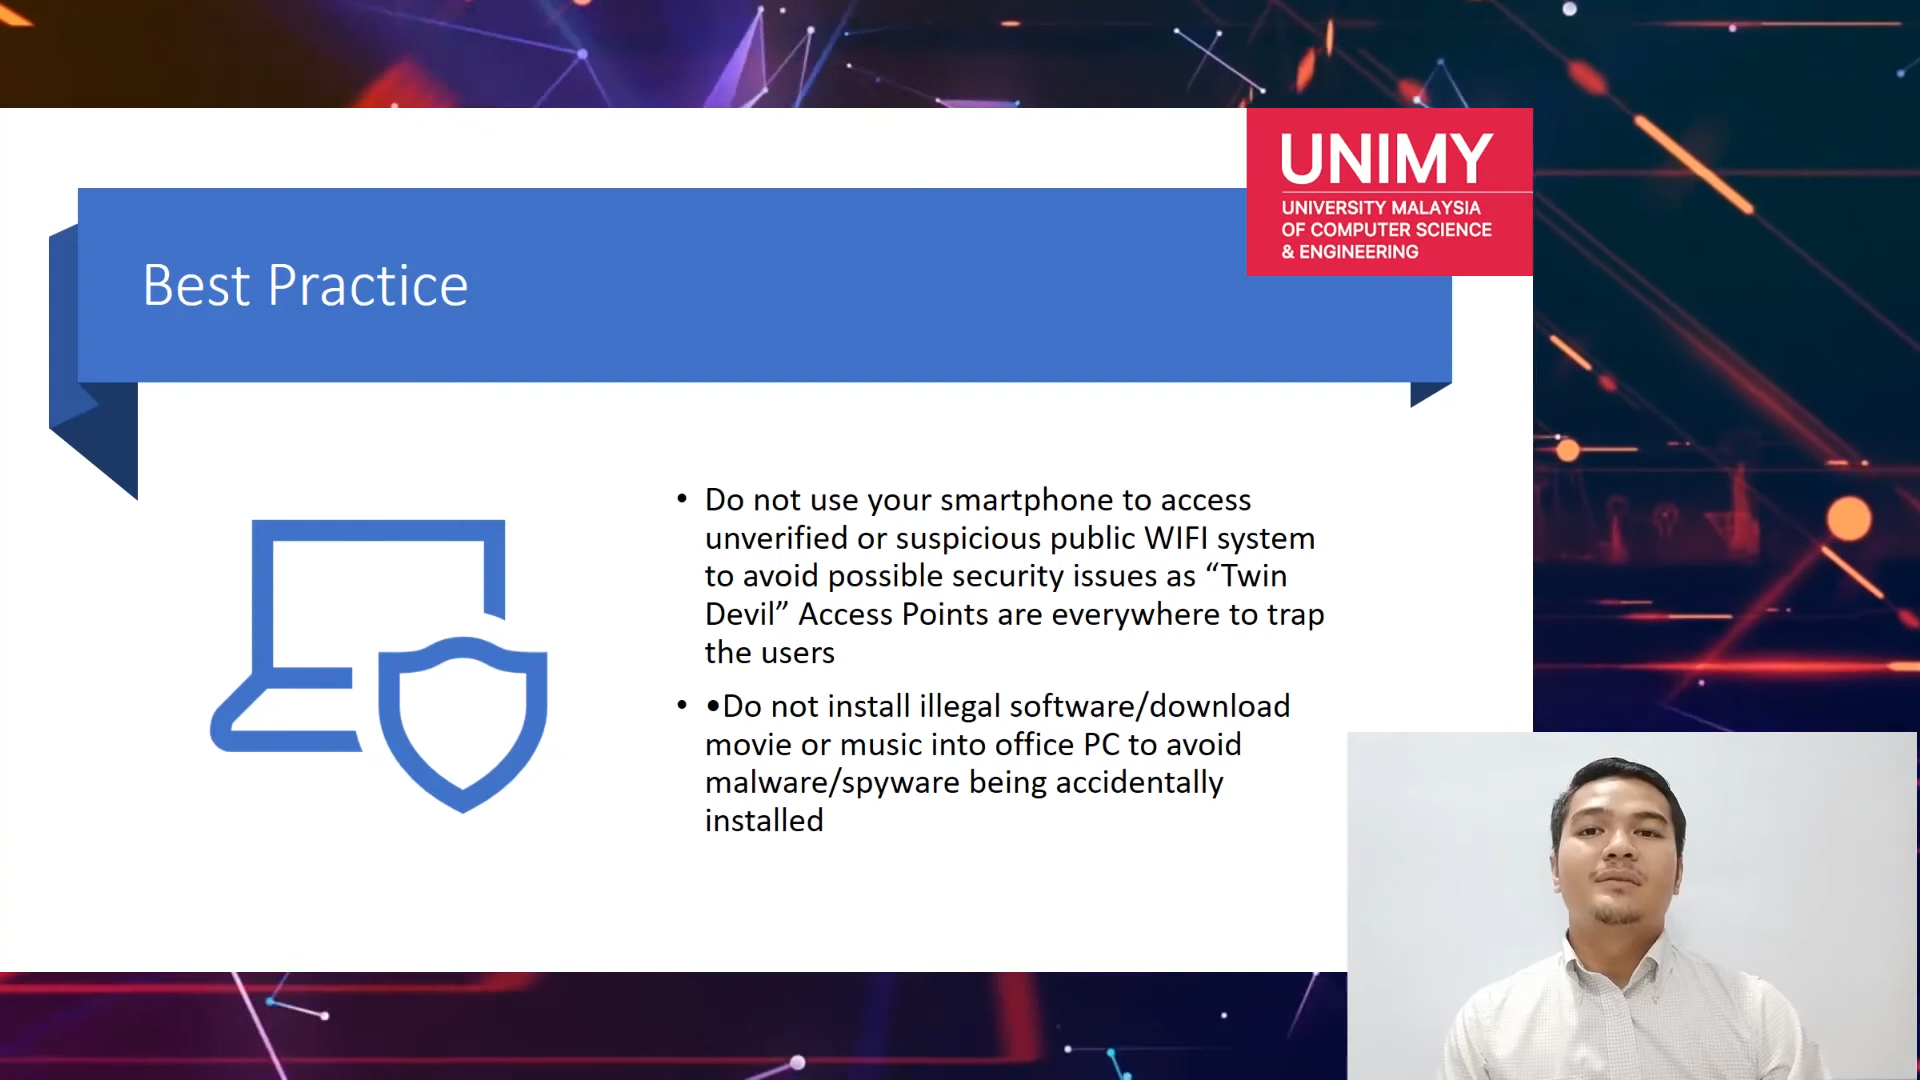 UNIMY
UNIVERSITY MALAYSIA
OF COMPUTER SCIENCE
& ENGINEERING
Best Practice
• Do not use your smartphone to access
unverified or suspicious public WIFI system
to avoid possible security issues as “Twin
Devil” Access Points are everywhere to trap
the users
• •Do not install illegal software/download
movie or music into office PC to avoid
malware/spyware being accidentally
installed